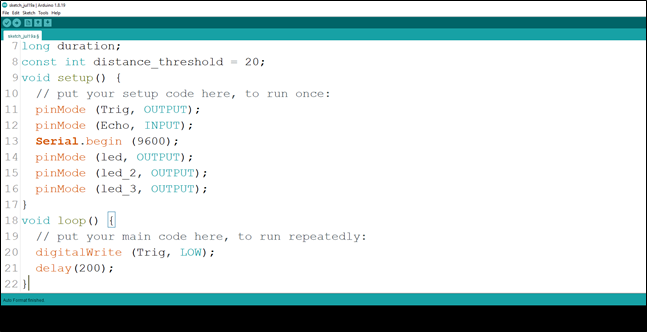 sketch_jul19a | Arduino 1.8.19
File Edit Sketch Tools Help
sketch_jul19a §
7 long duration;
8 const int distance_threshold = 20;
9 void setup() {
10 // put your setup code here, to run once:
11 pinMode (Trig, OUTPUT);
12 pinMode (Echo, INPUT);
13 Serial.begin (9600);
14 pinMode (led, OUTPUT);
15 pinMode (led_2, OUTPUT);
16 pinMode (led_3, OUTPUT);
17 }
18 void loop() {
19 // put your main code here, to run repeatedly:
20 digitalWrite (Trig, LOW);
21 delay(200);
22 }
Auto Format finished.